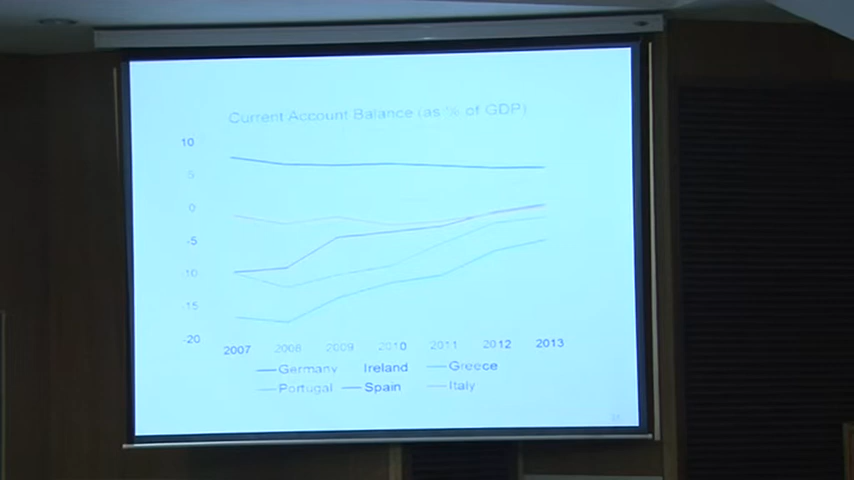 Current Account Balance (as % of GDP)
10
5
0
-5
-10
-15
-20
2007 2008 2009 2010 2011 2012 2013
Germany Ireland Greece
Portugal Spain Italy